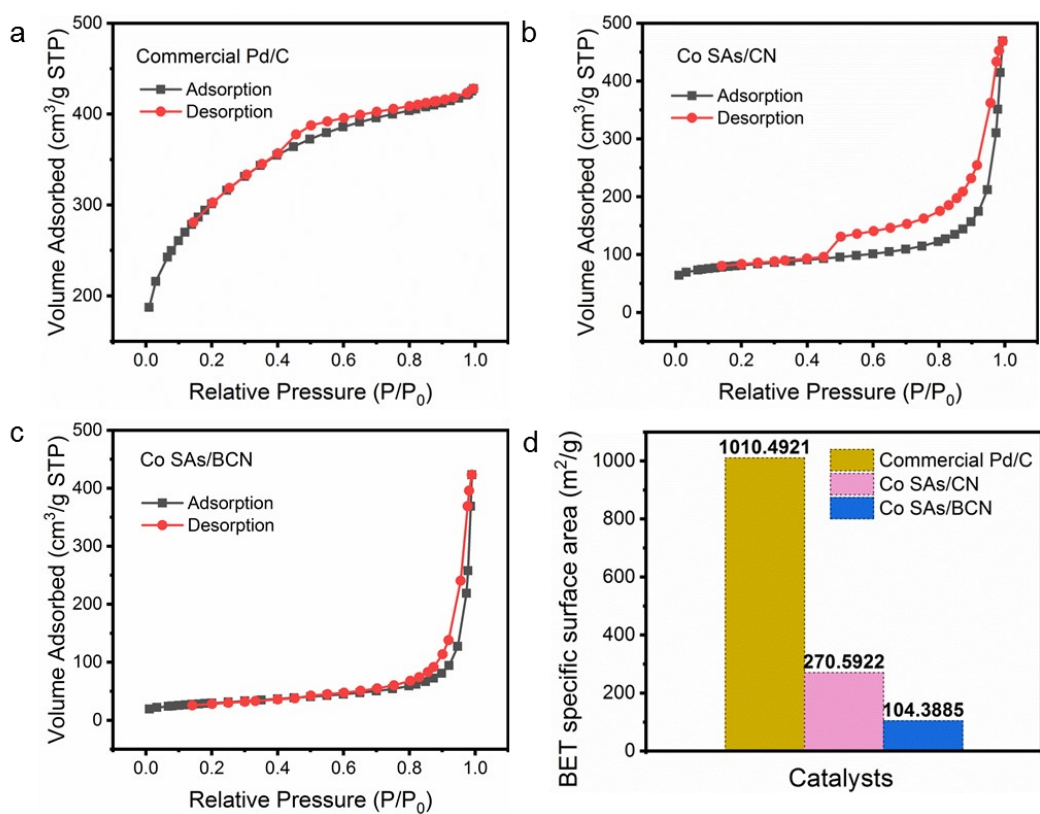 a
Commercial Pd/C
Adsorption
Desorption
Volume Adsorbed (cm³/g STP)
500
400
300
200
0.0 0.2 0.4 0.6 0.8 1.0
Relative Pressure (P/P₀)
b
Co SAs/CN
Adsorption
Desorption
Volume Adsorbed (cm³/g STP)
500
400
300
200
100
0
0.0 0.2 0.4 0.6 0.8 1.0
Relative Pressure (P/P₀)
c
Co SAs/BCN
Adsorption
Desorption
Volume Adsorbed (cm³/g STP)
500
400
300
200
100
0
0.0 0.2 0.4 0.6 0.8 1.0
Relative Pressure (P/P₀)
d
BET specific surface area (m²/g)
1000
800
600
400
200
0
1010.4921
270.5922
104.3885
Commercial Pd/C
Co SAs/CN
Co SAs/BCN
Catalysts